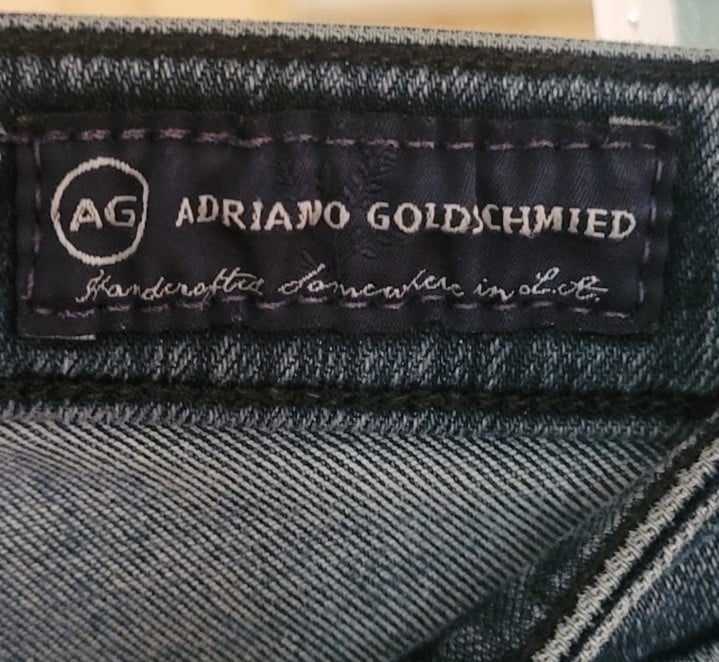 AG ADRIANO GOLDSCHMIED
Handcrafted Somewhere in L.A.